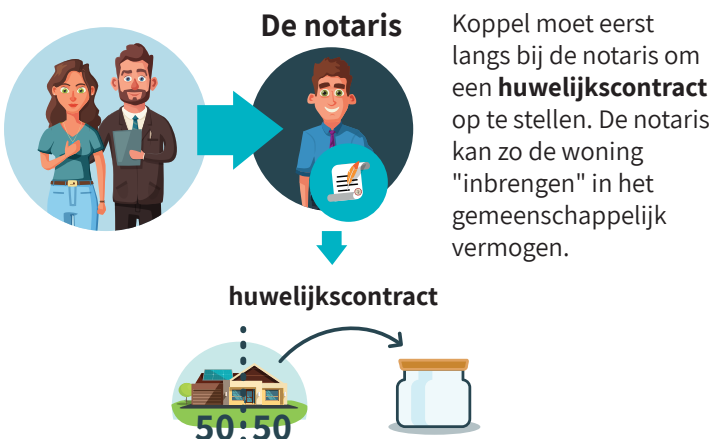 De notaris
Koppel moet eerst
langs bij de notaris om
een huwelijkscontract
op te stellen. De notaris
kan zo de woning
"inbrengen" in het
gemeenschappelijk
vermogen.
huwelijkscontract
50 50